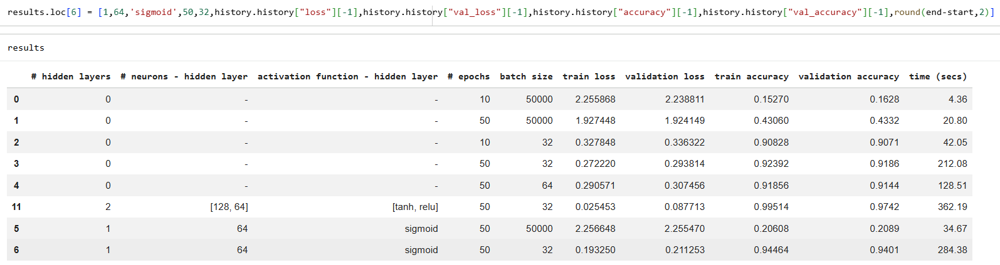 results.loc[6] = [1,64,'sigmoid',50,32,history.history["loss"][-1],history.history["val_loss"][-1],history.history["accuracy"][-1],history.history["val_accuracy"][-1],round(end-start,2)]
results
# hidden layers # neurons - hidden layer activation function - hidden layer # epochs batch size train loss validation loss train accuracy validation accuracy time (secs)
0 0 - - 10 50000 2.255868 2.238811 0.15270 0.1628 4.36
1 0 - - 50 50000 1.927448 1.924149 0.43060 0.4332 20.80
2 0 - - 10 32 0.327848 0.336322 0.90828 0.9071 42.05
3 0 - - 50 32 0.272220 0.293814 0.92392 0.9186 212.08
4 0 - - 50 64 0.290571 0.307456 0.91856 0.9144 128.51
11 2 [128, 64] [tanh, relu] 50 32 0.025453 0.087713 0.99514 0.9742 362.19
5 1 64 sigmoid 50 50000 2.256648 2.255470 0.20608 0.2089 34.67
6 1 64 sigmoid 50 32 0.193250 0.211253 0.94464 0.9401 284.38